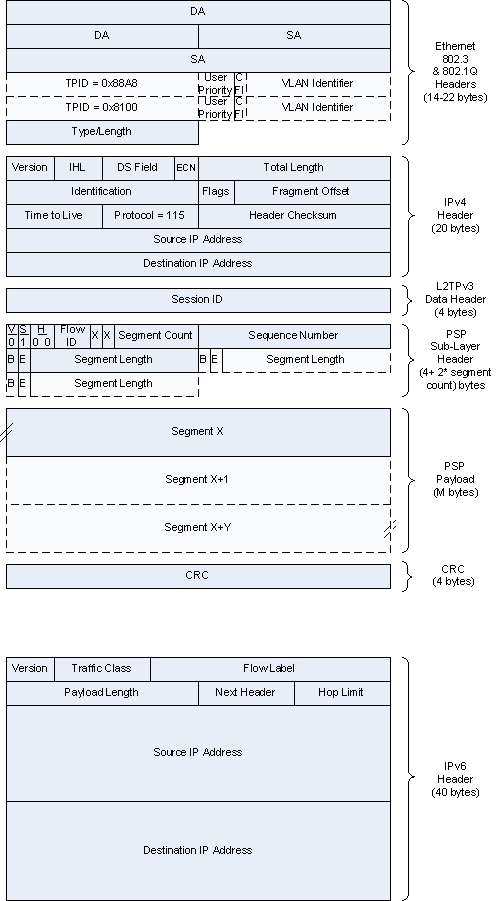 DA
DA SA
SA
TPID = 0x88A8 User Priority C FI VLAN Identifier
TPID = 0x8100 User Priority C FI VLAN Identifier
Type/Length
Ethernet
802.3
& 802.1Q
Headers
(14-22 bytes)
Version IHL DS Field ECN Total Length
Identification Flags Fragment Offset
Time to Live Protocol = 115 Header Checksum
Source IP Address
Destination IP Address
IPv4
Header
(20 bytes)
Session ID
L2TPv3
Data Header
(4 bytes)
V 0 S 1 H 0 0 Flow ID X X Segment Count Sequence Number
B E Segment Length B E Segment Length
B E Segment Length
PSP
Sub-Layer
Header
(4+ 2* segment
count) bytes
Segment X
Segment X+1
Segment X+Y
PSP
Payload
(M bytes)
CRC
CRC
(4 bytes)
Version Traffic Class Flow Label
Payload Length Next Header Hop Limit
Source IP Address
Destination IP Address
IPv6
Header
(40 bytes)